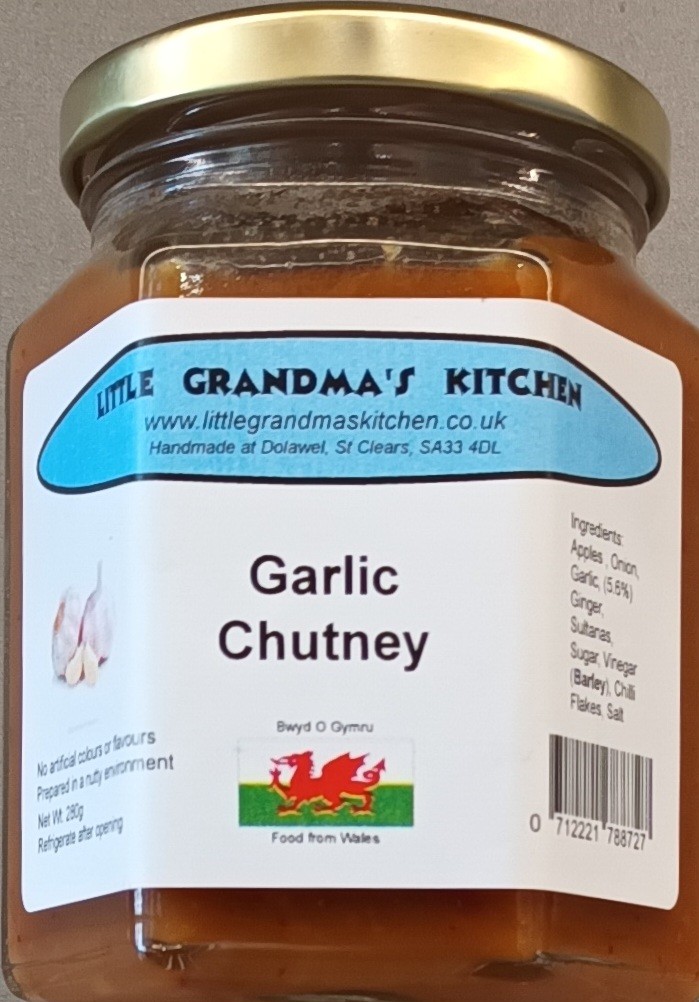 LITTLE GRANDMA'S KITCHEN
www.littlegrandmaskitchen.co.uk
Handmade at Dolawel, St Clears, SA33 4DL
Garlic
Chutney
Ingredients:
Apples , Onion,
Garlic, (5.6%)
Ginger,
Sultanas,
Sugar, Vinegar
(Barley), Chilli
Flakes, Salt
No artificial colours or flavours
Prepared in a nutty environment
Net Wt. 280g
Refrigerate after opening
Bwyd O Gymru
Food from Wales
0 712221 788727